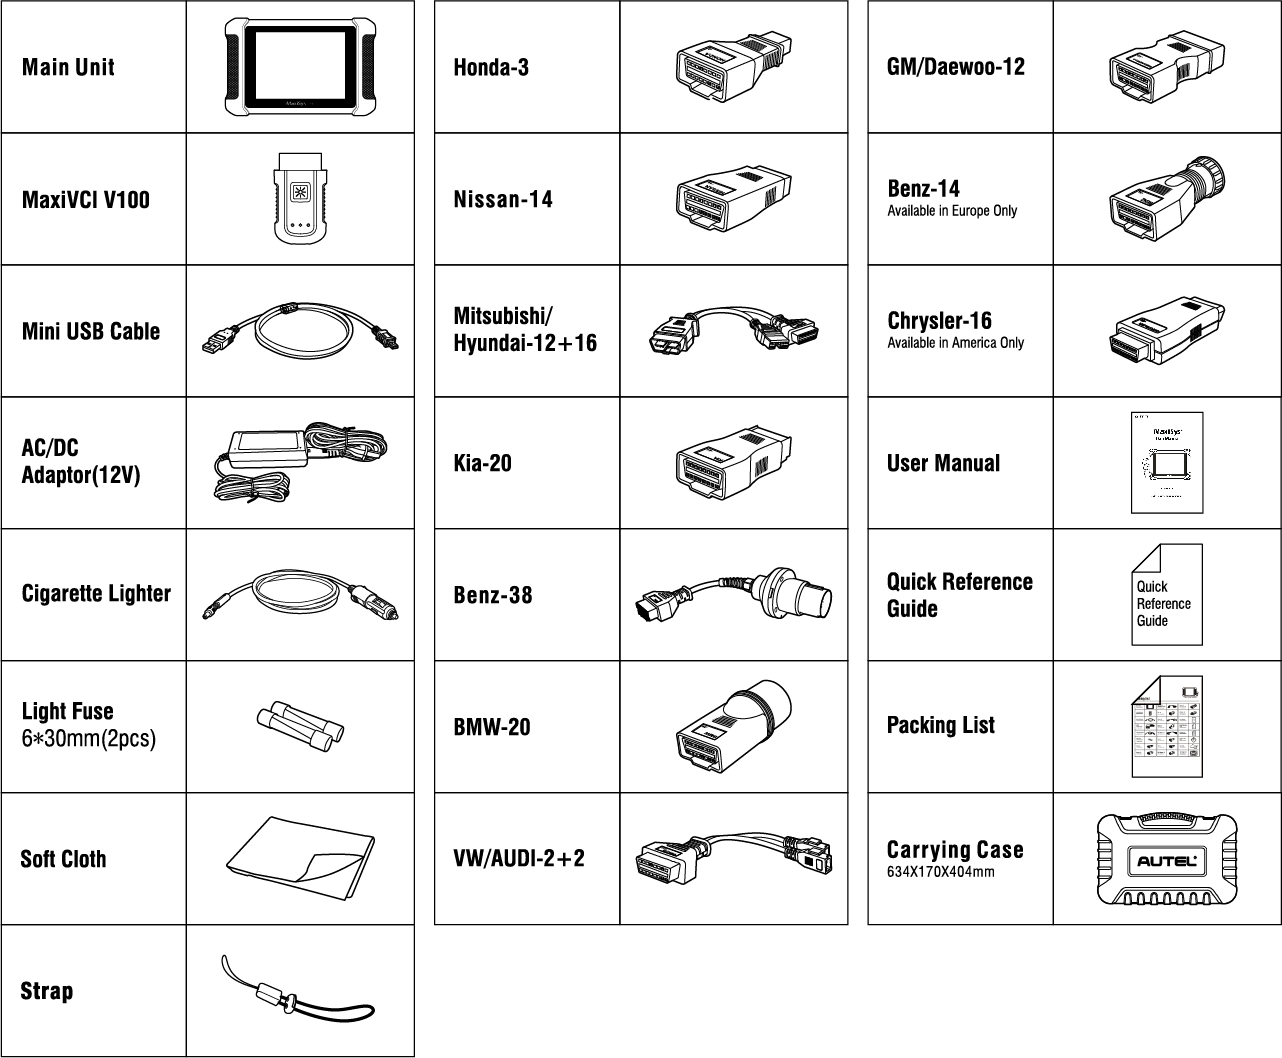 Main Unit
MaxiSys
MaxiVCI V100
Mini USB Cable
AC/DC
Adaptor(12V)
Cigarette Lighter
Light Fuse
6*30mm(2pcs)
Soft Cloth
Strap
Honda-3
Nissan-14
Mitsubishi/
Hyundai-12+16
Kia-20
Benz-38
BMW-20
VW/AUDI-2+2
GM/Daewoo-12
Benz-14
Available in Europe Only
Chrysler-16
Available in America Only
User Manual
MaxiSys
Quick Reference
Guide
Quick
Reference
Guide
Packing List
Carrying Case
634X170X404mm
AUTEL